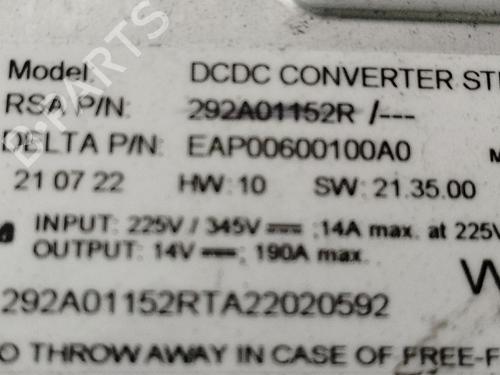 B-PARTS
Model: DCDC CONVERTER
RSA P/N: 292A01152R /---
DELTA P/N: EAP00600100A0
21 07 22 HW: 10 SW: 21.35.00
INPUT: 225V / 345V ⎓ ;14A max. at 225V
OUTPUT: 14V ⎓ ; 190A max.
292A01152RTA22020592
O THROW AWAY IN CASE OF FREE-F